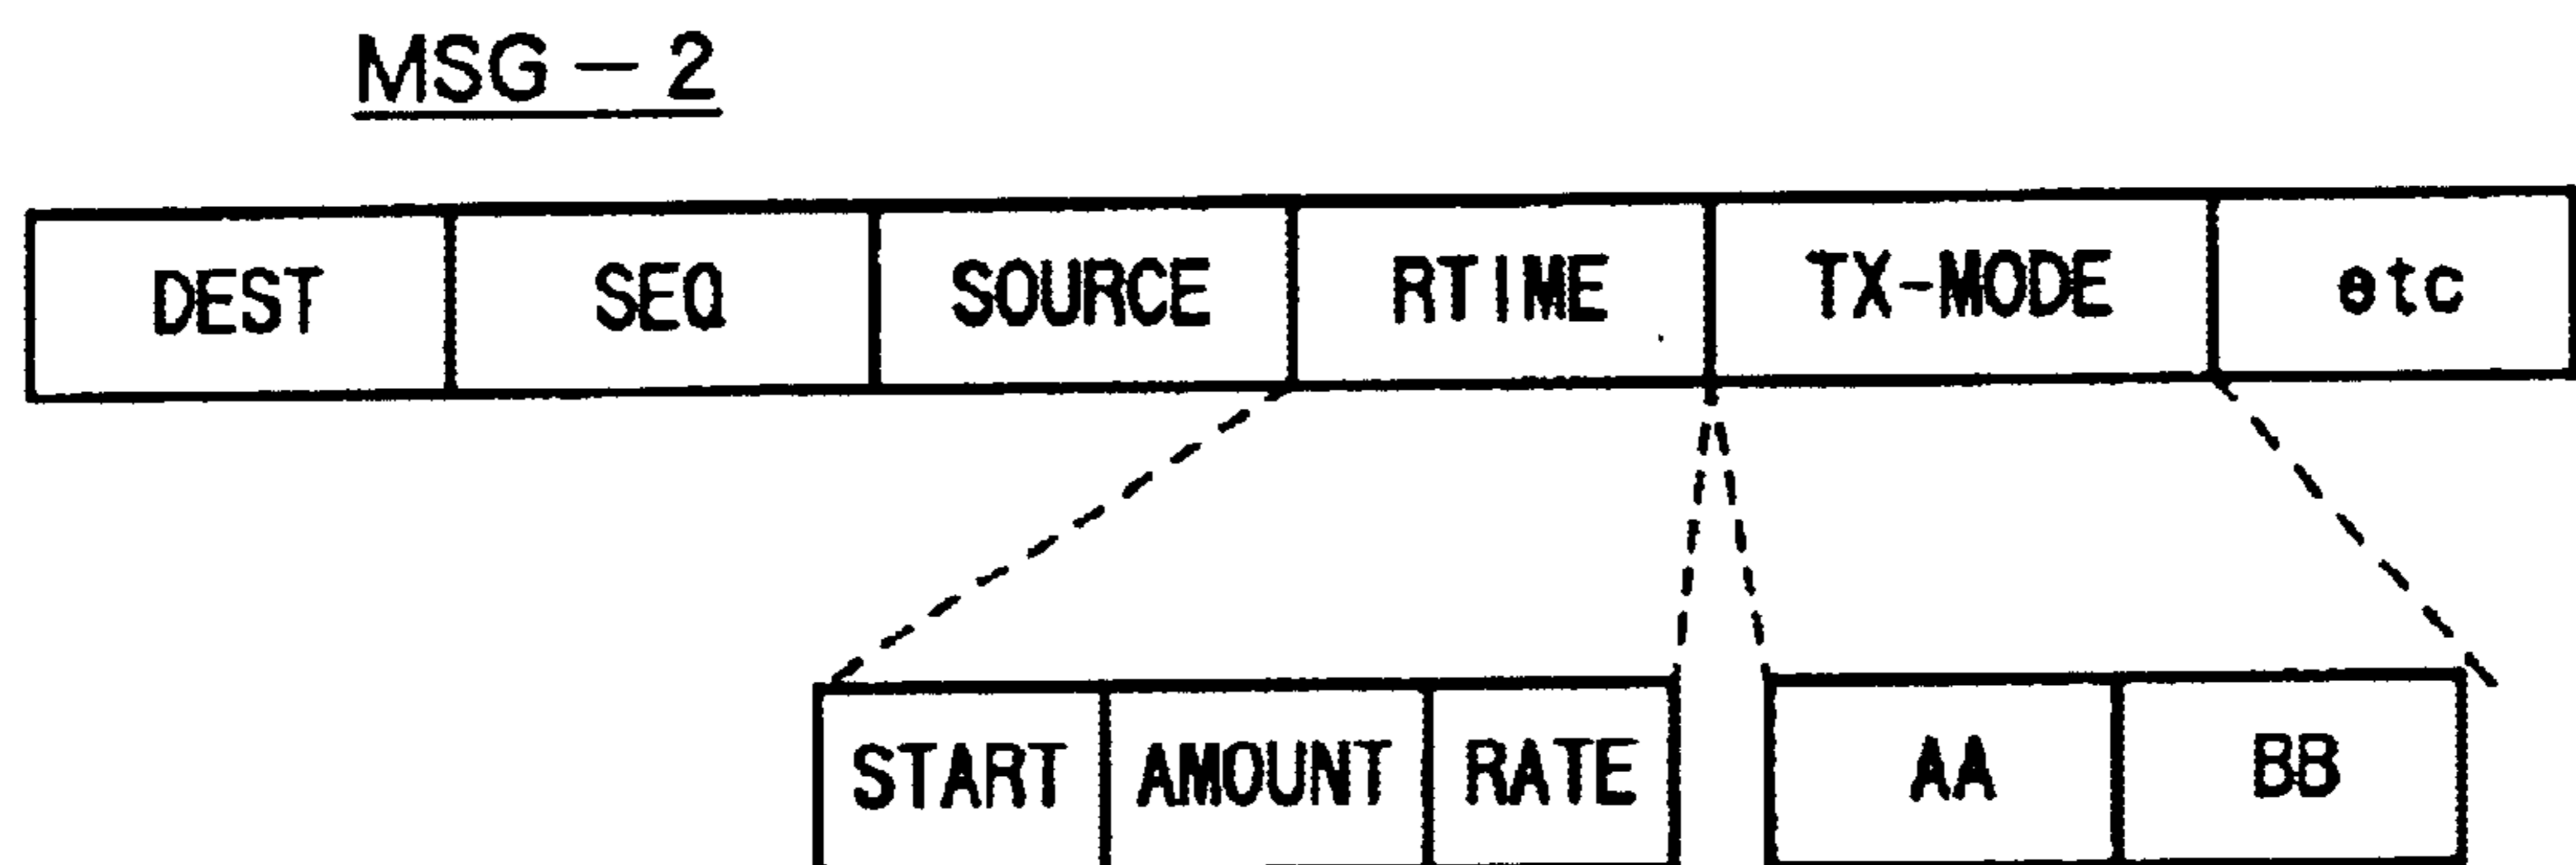 MSG – 2
DEST SEQ SOURCE RTIME TX-MODE etc
START AMOUNT RATE AA BB